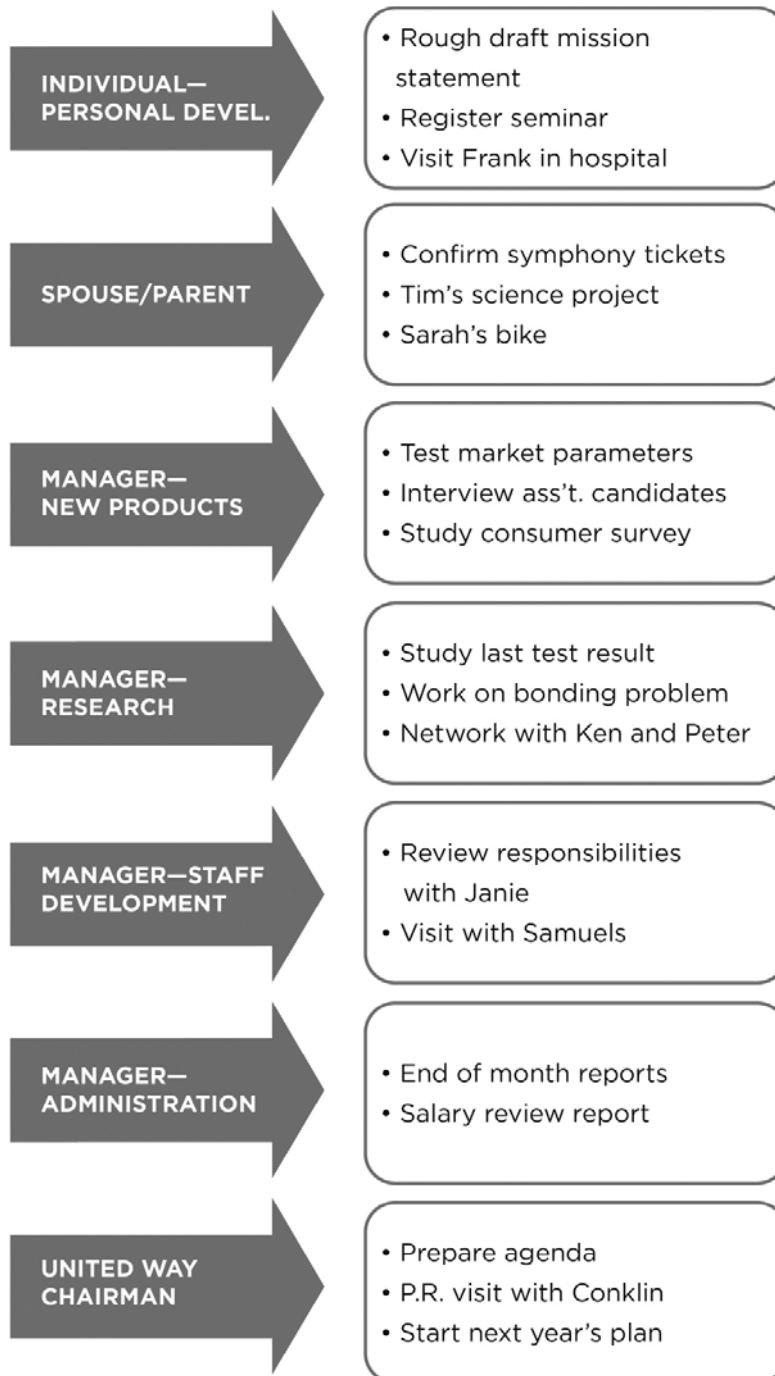 INDIVIDUAL—
PERSONAL DEVEL.
• Rough draft mission
statement
• Register seminar
• Visit Frank in hospital
SPOUSE/PARENT
• Confirm symphony tickets
• Tim’s science project
• Sarah’s bike
MANAGER—
NEW PRODUCTS
• Test market parameters
• Interview ass’t. candidates
• Study consumer survey
MANAGER—
RESEARCH
• Study last test result
• Work on bonding problem
• Network with Ken and Peter
MANAGER—STAFF
DEVELOPMENT
• Review responsibilities
with Janie
• Visit with Samuels
MANAGER—
ADMINISTRATION
• End of month reports
• Salary review report
UNITED WAY
CHAIRMAN
• Prepare agenda
• P.R. visit with Conklin
• Start next year’s plan